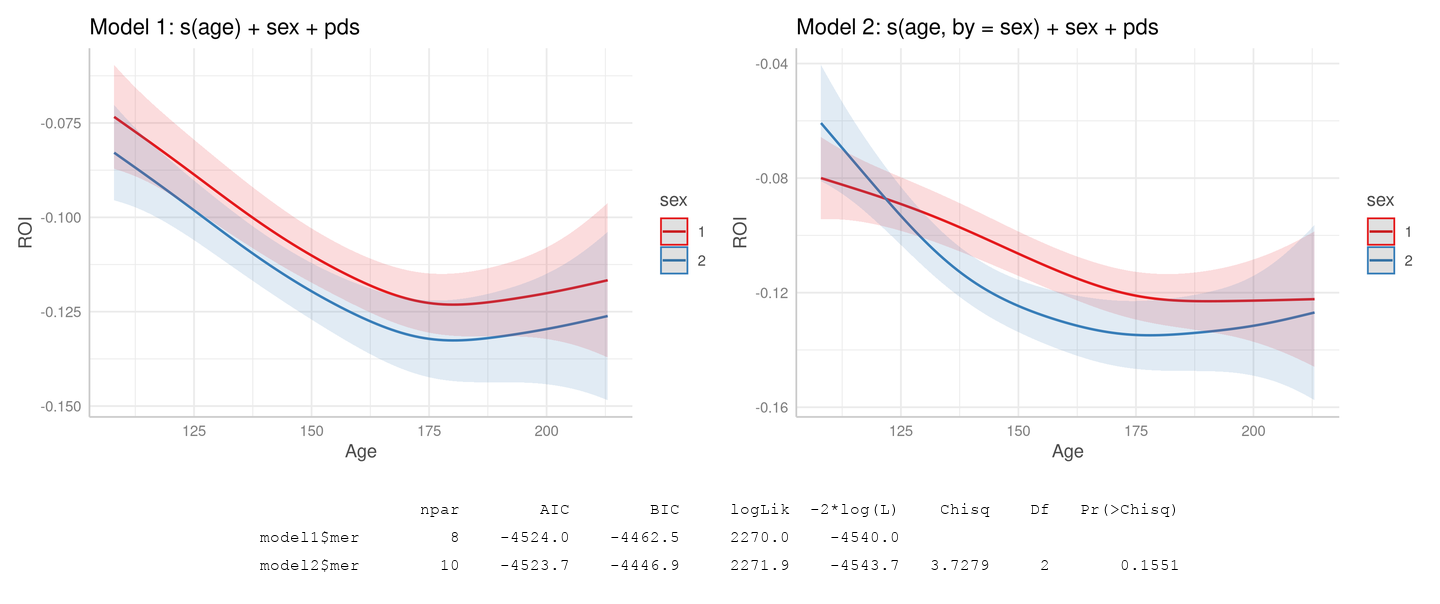 Model 1: s(age) + sex + pds
ROI
-0.075
-0.100
-0.125
-0.150
125 150 175 200
Age
sex
1
2
Model 2: s(age, by = sex) + sex + pds
ROI
-0.04
-0.08
-0.12
-0.16
125 150 175 200
Age
sex
1
2
npar AIC BIC logLik -2*log(L) Chisq Df Pr(>Chisq)
model1$mer 8 -4524.0 -4462.5 2270.0 -4540.0
model2$mer 10 -4523.7 -4446.9 2271.9 -4543.7 3.7279 2 0.1551